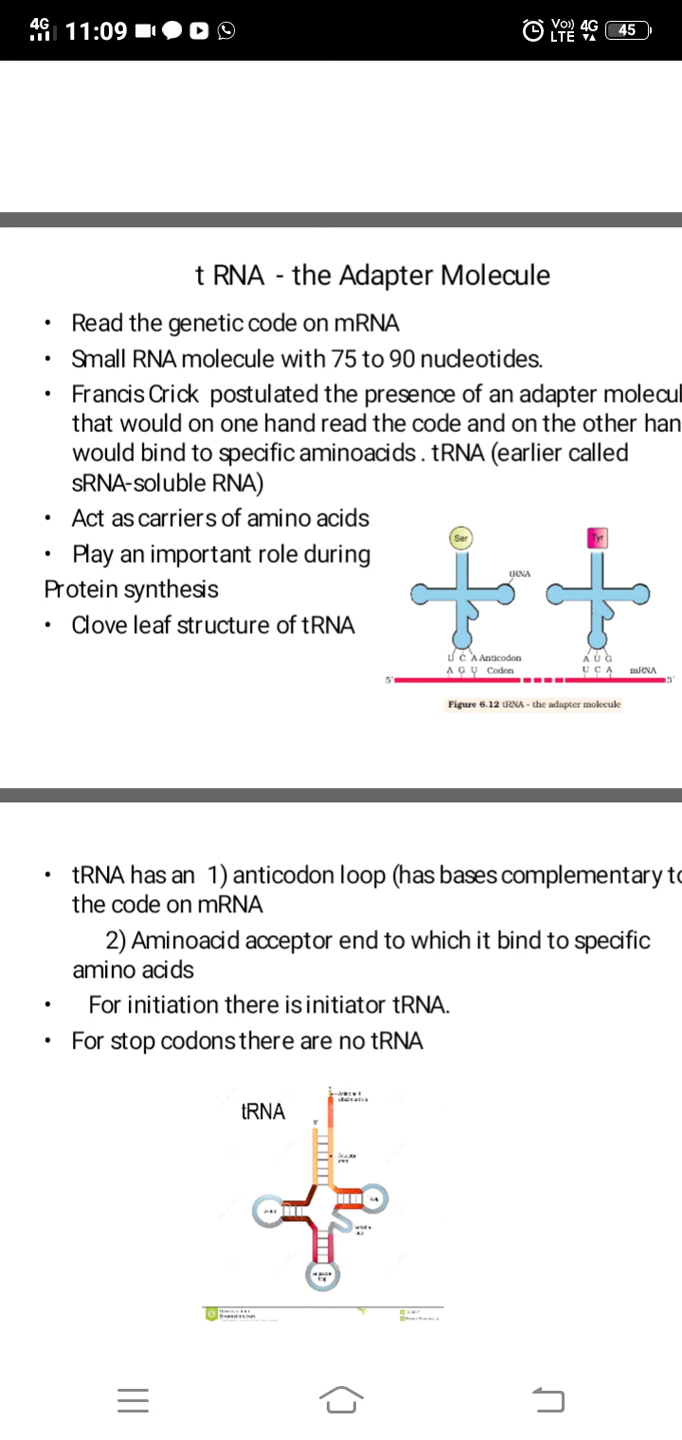 4G 11:09 Vo)) LTE 4G 45
t RNA - the Adapter Molecule
• Read the genetic code on mRNA
• Small RNA molecule with 75 to 90 nucleotides.
• Francis Crick postulated the presence of an adapter molecul
that would on one hand read the code and on the other han
would bind to specific aminoacids . tRNA (earlier called
sRNA-soluble RNA)
• Act as carriers of amino acids
• Play an important role during
Protein synthesis
• Clove leaf structure of tRNA
Ser Tyr
tRNA
U C A Anticodon A U G
A G U Codon U C A mRNA
5' 3'
Figure 6.12 tRNA - the adapter molecule
• tRNA has an 1) anticodon loop (has bases complementary to
the code on mRNA
2) Aminoacid acceptor end to which it bind to specific
amino acids
• For initiation there is initiator tRNA.
• For stop codons there are no tRNA
tRNA
5'